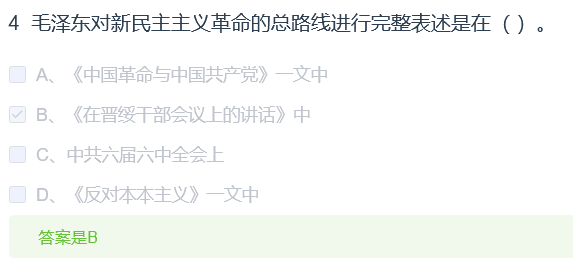 4 毛泽东对新民主主义革命的总路线进行完整表述是在（）。
A、《中国革命与中国共产党》一文中
B、《在晋绥干部会议上的讲话》中
C、中共六届六中全会上
D、《反对本本主义》一文中
答案是B